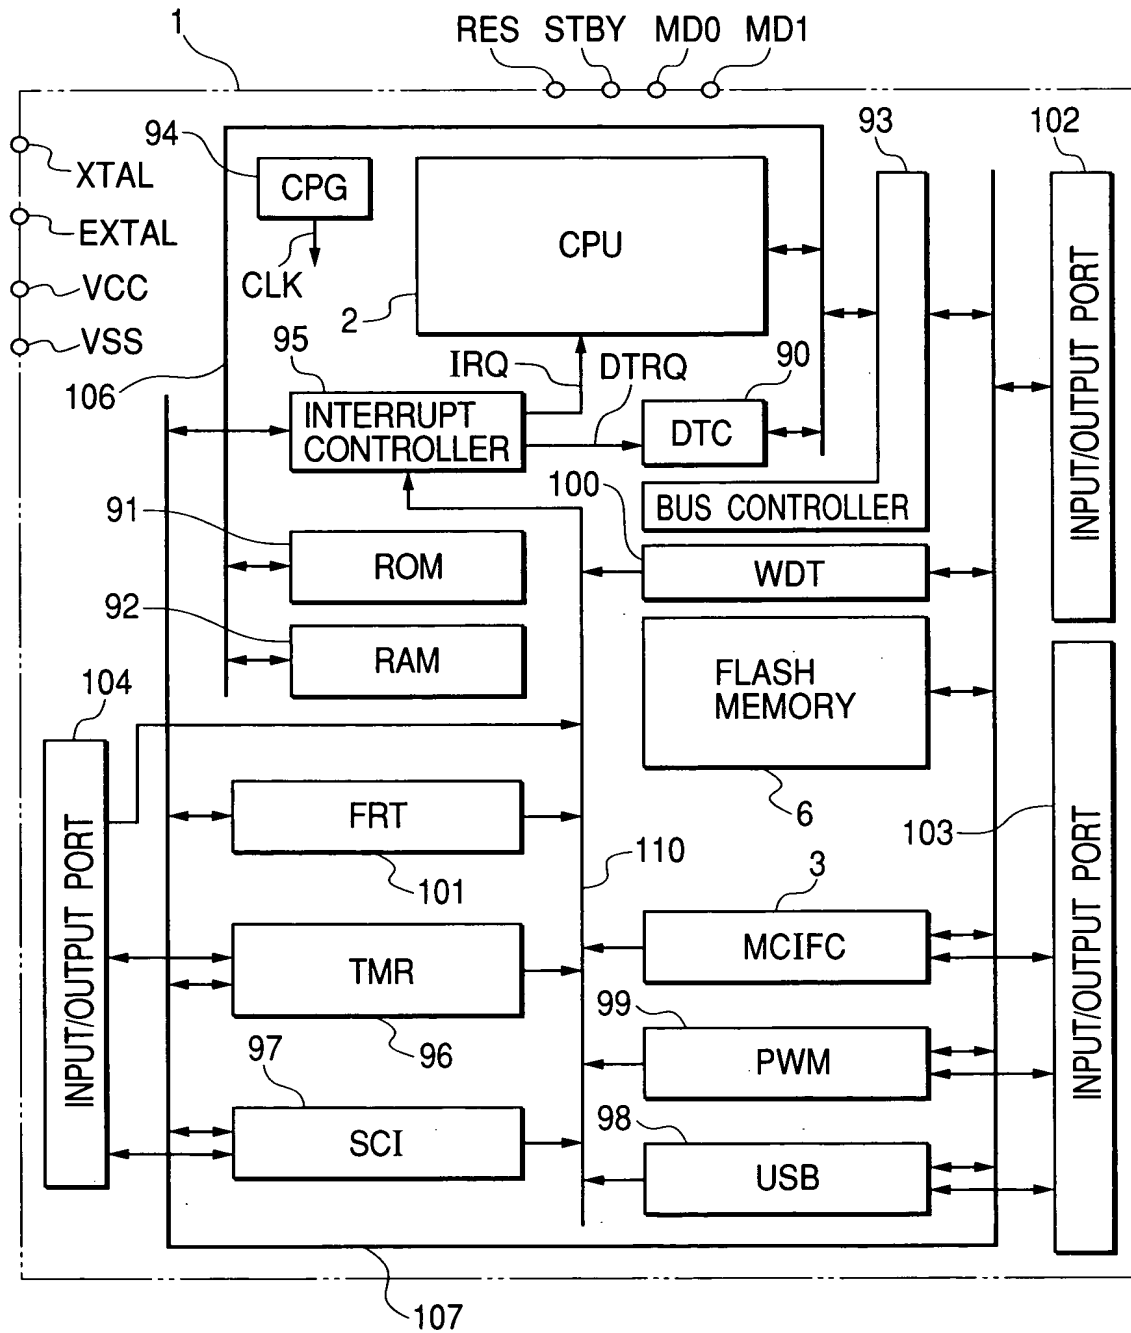 RES STBY MD0 MD1
1
94
93
102
XTAL
CPG
CPU
EXTAL
CLK
VCC
2
VSS
95
IRQ
DTRQ
90
106
INTERRUPT
CONTROLLER
DTC
INPUT/OUTPUT PORT
100
BUS CONTROLLER
91
ROM
WDT
92
RAM
FLASH
MEMORY
104
6
FRT
101
110
103
3
INPUT/OUTPUT PORT
MCIFC
TMR
INPUT/OUTPUT PORT
96
99
PWM
97
SCI
98
USB
107